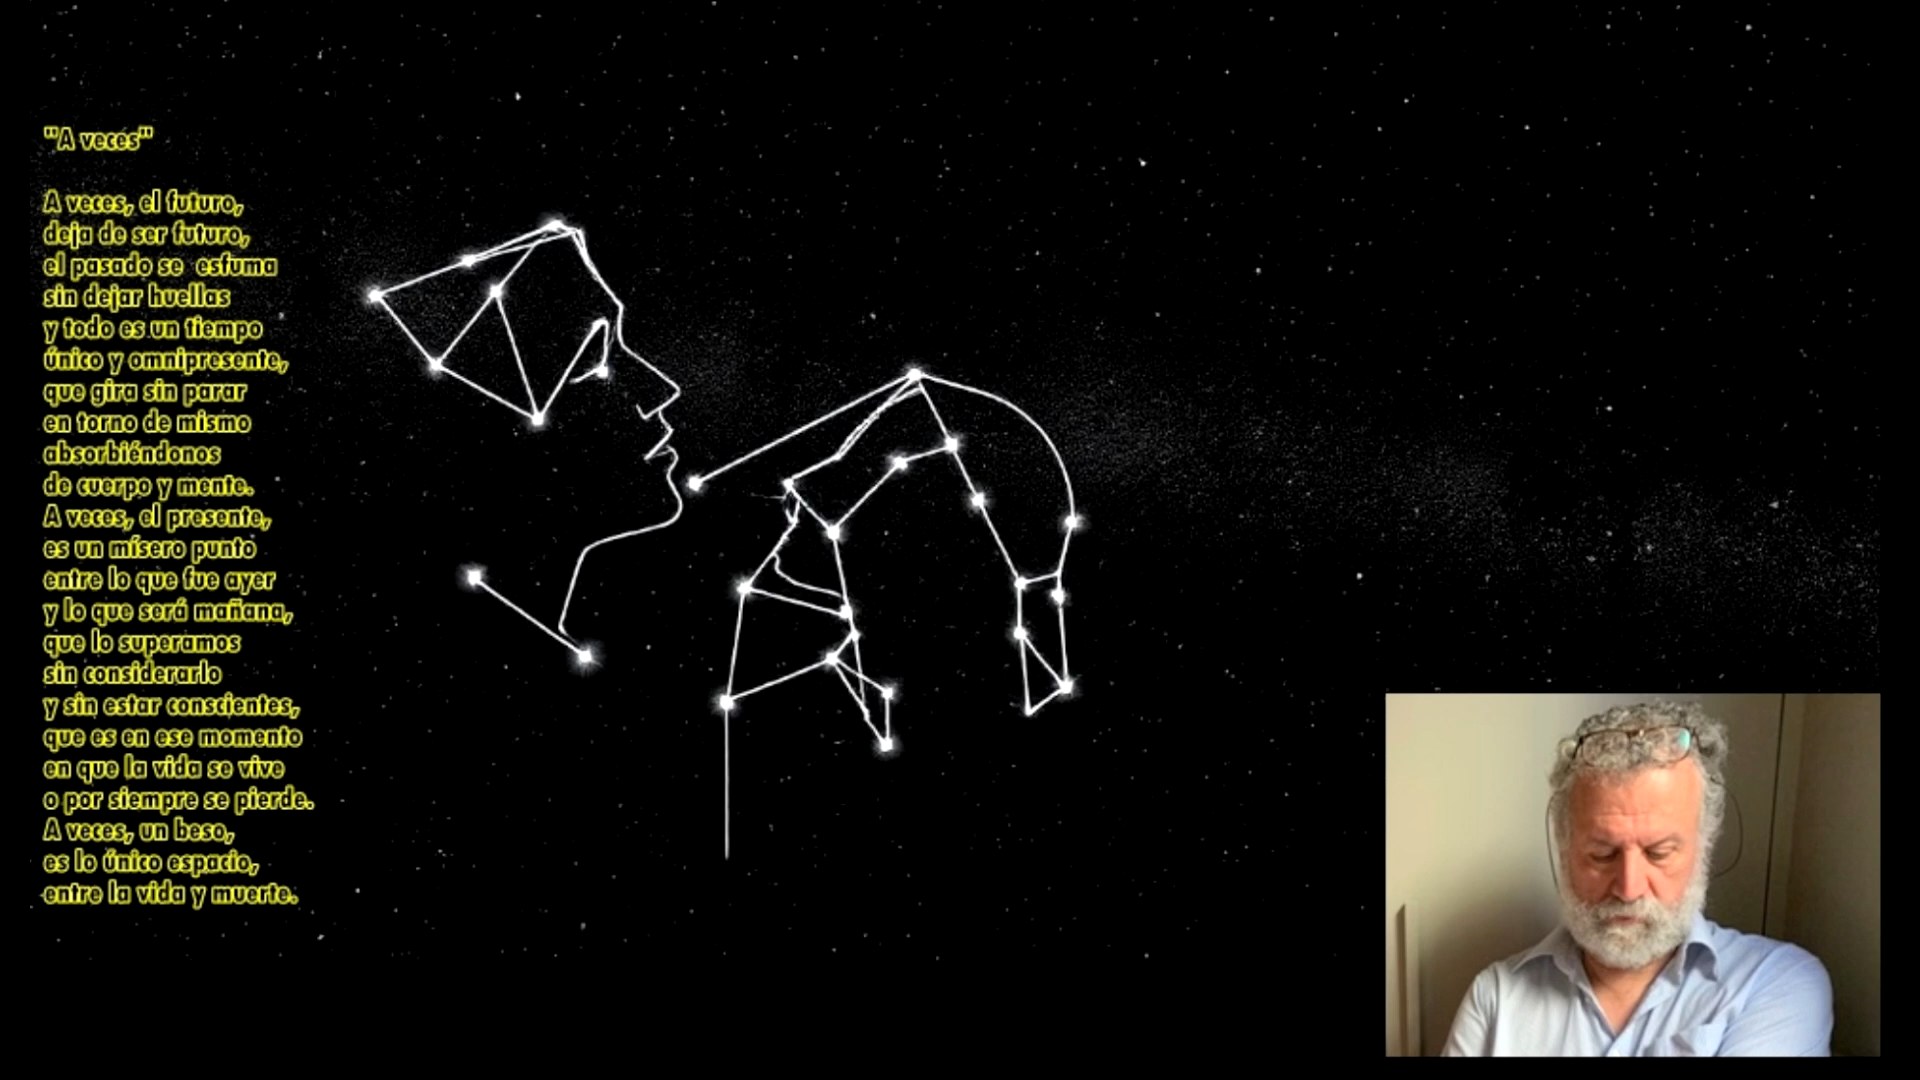 "A veces"
A veces, el futuro,
deja de ser futuro,
el pasado se esfuma
sin dejar huellas
y todo es un tiempo
único y omnipresente,
que gira sin parar
en torno de mismo
absorbiéndonos
de cuerpo y mente.
A veces, el presente,
es un mísero punto
entre lo que fue ayer
y lo que será mañana,
que lo superamos
sin considerarlo
y sin estar conscientes,
que es en ese momento
en que la vida se vive
o por siempre se pierde.
A veces, un beso,
es lo único espacio,
entre la vida y muerte.